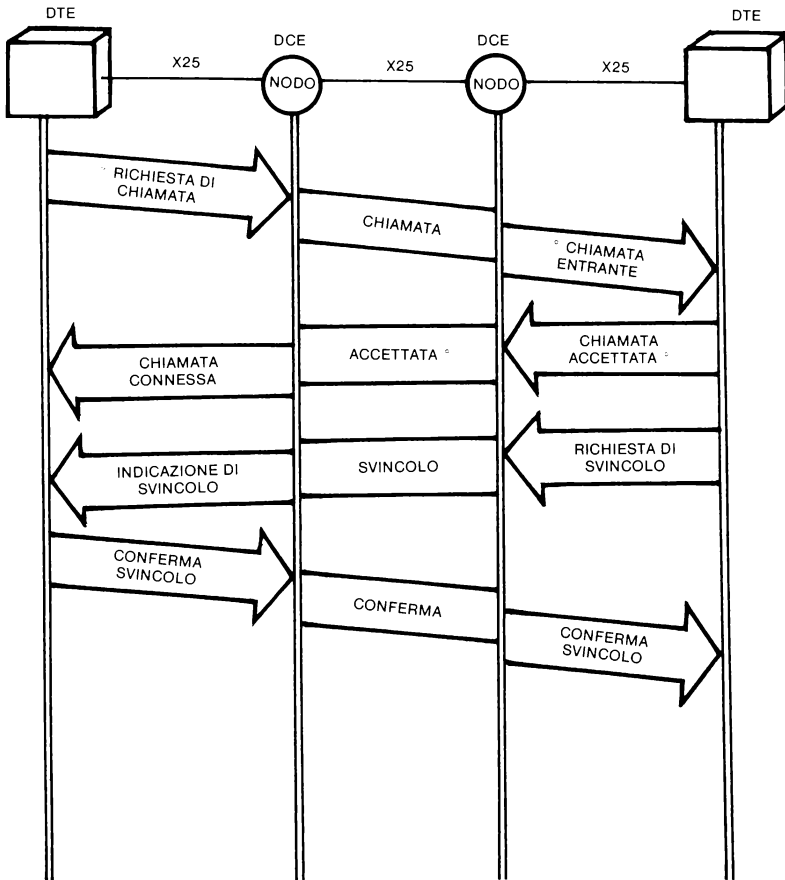 DTE
DTE
DCE
DCE
X25
X25
X25
NODO
NODO
RICHIESTA DI
CHIAMATA
CHIAMATA
CHIAMATA
ENTRANTE
CHIAMATA
CONNESSA
ACCETTATA
CHIAMATA
ACCETTATA
INDICAZIONE DI
SVINCOLO
SVINCOLO
RICHIESTA DI
SVINCOLO
CONFERMA
SVINCOLO
CONFERMA
CONFERMA
SVINCOLO